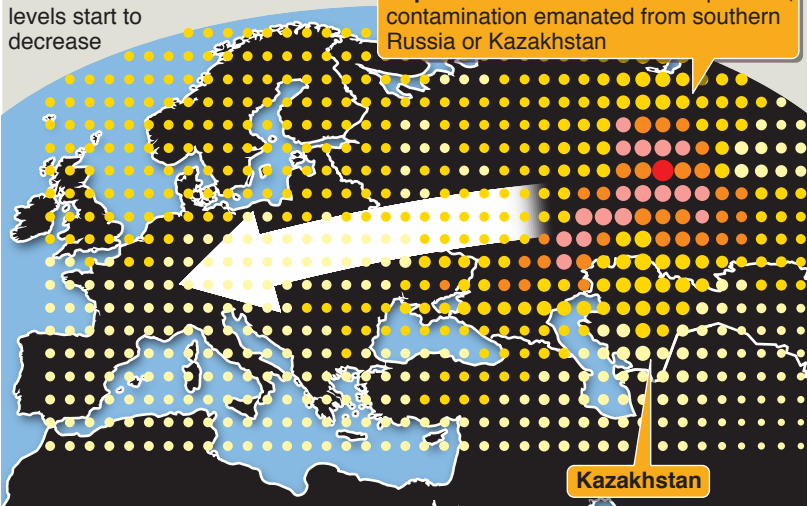 levels start to
decrease
contamination emanated from southern
Russia or Kazakhstan
Kazakhstan